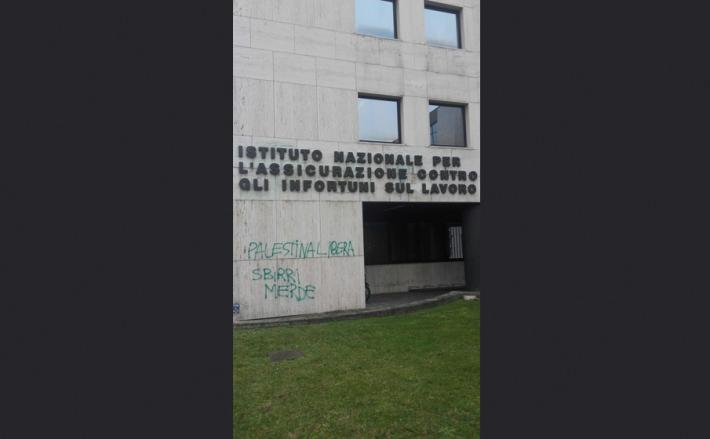 ISTITUTO NAZIONALE PER
L'ASSICURAZIONE CONTRO
GLI INFORTUNI SUL LAVORO
PALESTINA LIBERA
SBIRRI
MERDE